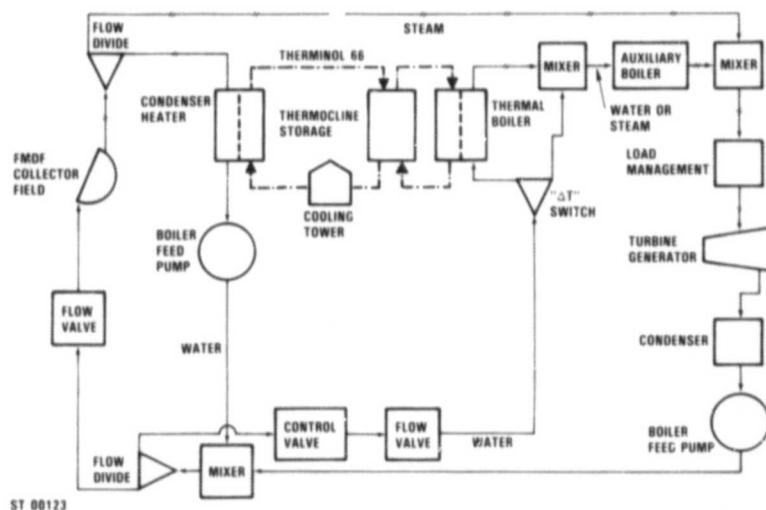 FLOW
DIVIDE
STEAM
THERMINOL 66
CONDENSER
HEATER
THERMOCLINE
STORAGE
THERMAL
BOILER
MIXER
AUXILIARY
BOILER
MIXER
WATER OR
STEAM
FMDF
COLLECTOR
FIELD
COOLING
TOWER
"ΔT"
SWITCH
LOAD
MANAGEMENT
BOILER
FEED
PUMP
TURBINE
GENERATOR
FLOW
VALVE
WATER
CONDENSER
CONTROL
VALVE
FLOW
VALVE
WATER
BOILER
FEED PUMP
FLOW
DIVIDE
MIXER
ST 00123